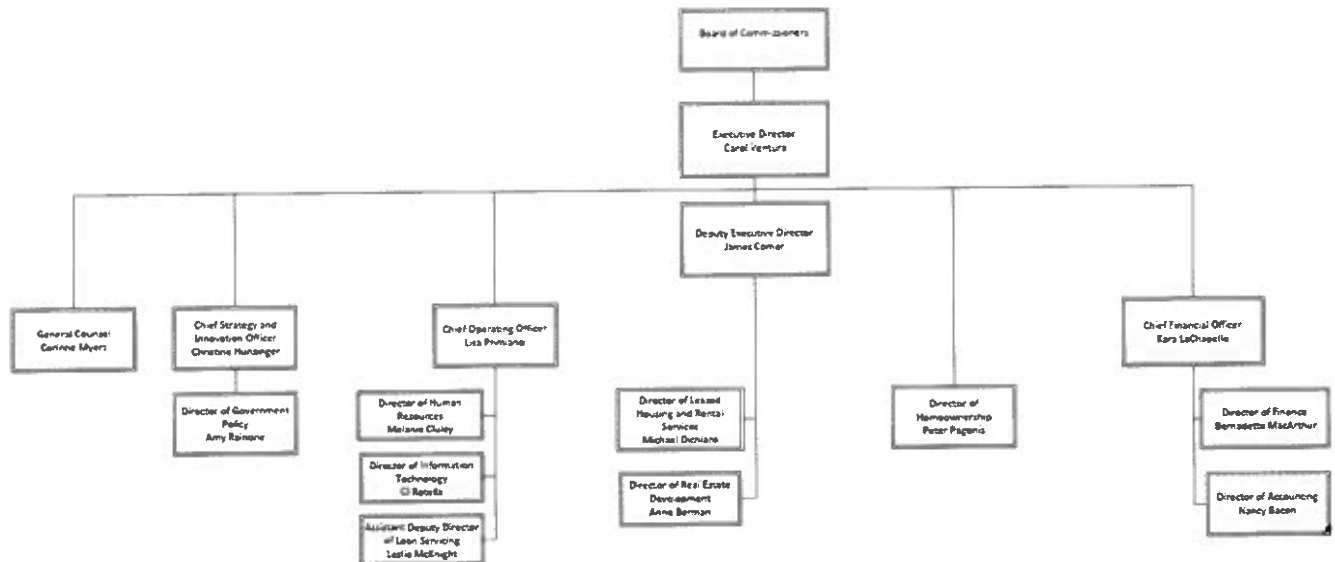 Board of Commissioners
Executive Director
Carol Ventura
Deputy Executive Director
James Comer
General Counsel
Corinne Myers
Chief Strategy and
Innovation Officer
Christine Hunsinger
Chief Operating Officer
Lisa Primiano
Chief Financial Officer
Kara LaChapelle
Director of Government
Policy
Amy Rainone
Director of Human
Resources
Melanie Cluley
Director of Leased
Housing and Rental
Services
Michael Dichiaro
Director of
Homeownership
Peter Pagonis
Director of Finance
Bernadette MacArthur
Director of Information
Technology
CJ Rotella
Director of Real Estate
Development
Anne Berman
Director of Accounting
Nancy Bacon
Assistant Deputy Director
of Loan Servicing
Leslie McKnight